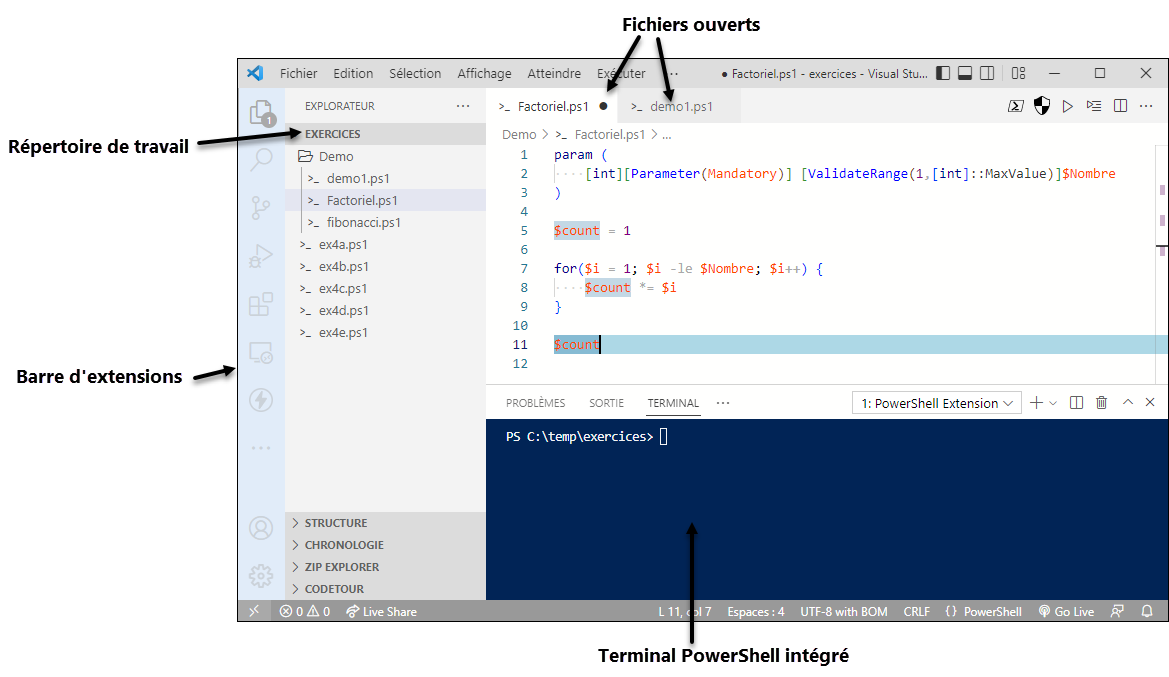 Fichiers ouverts
Fichier Edition Sélection Affichage Atteindre Exécuter ··· ● Factoriel.ps1 - exercices - Visual Stu...
EXPLORATEUR ···
>_ Factoriel.ps1 ● >_ demo1.ps1
1
Répertoire de travail
EXERCICES
Demo
>_ demo1.ps1
>_ Factoriel.ps1
>_ fibonacci.ps1
>_ ex4a.ps1
>_ ex4b.ps1
>_ ex4c.ps1
>_ ex4d.ps1
>_ ex4e.ps1
Demo > >_ Factoriel.ps1 > ...
1 param (
2 ····[int][Parameter(Mandatory)] [ValidateRange(1,[int]::MaxValue)]$Nombre
3 )
4
5 $count = 1
6
7 for($i = 1; $i -le $Nombre; $i++) {
8 ····$count *= $i
9 }
10
11 $count
12
Barre d'extensions
PROBLÈMES SORTIE TERMINAL ··· 1: PowerShell Extension
PS C:\temp\exercices>
> STRUCTURE
> CHRONOLOGIE
> ZIP EXPLORER
> CODETOUR
0 0 Live Share L 11, col 7 Espaces : 4 UTF-8 with BOM CRLF {} PowerShell Go Live
Terminal PowerShell intégré